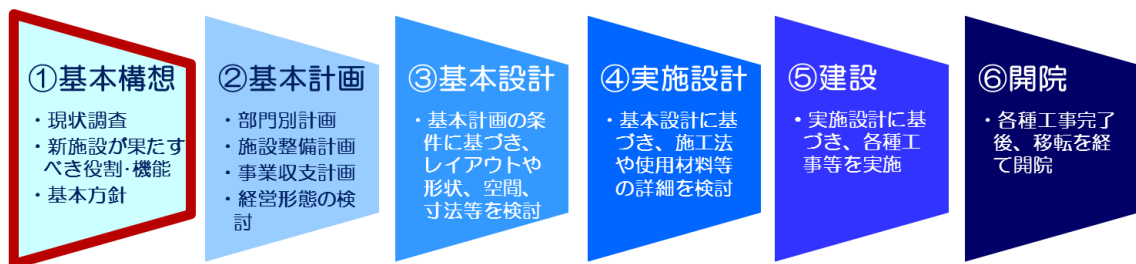 ①基本構想
・現状調査
・新施設が果たす
べき役割・機能
・基本方針
②基本計画
・部門別計画
・施設整備計画
・事業収支計画
・経営形態の検
討
③基本設計
・基本計画の条
件に基づき、
レイアウトや
形状、空間、
寸法等を検討
④実施設計
・基本設計に基
づき、施工法
や使用材料等
の詳細を検討
⑤建設
・実施設計に基
づき、各種工
事等を実施
⑥開院
・各種工事完了
後、移転を経
て開院